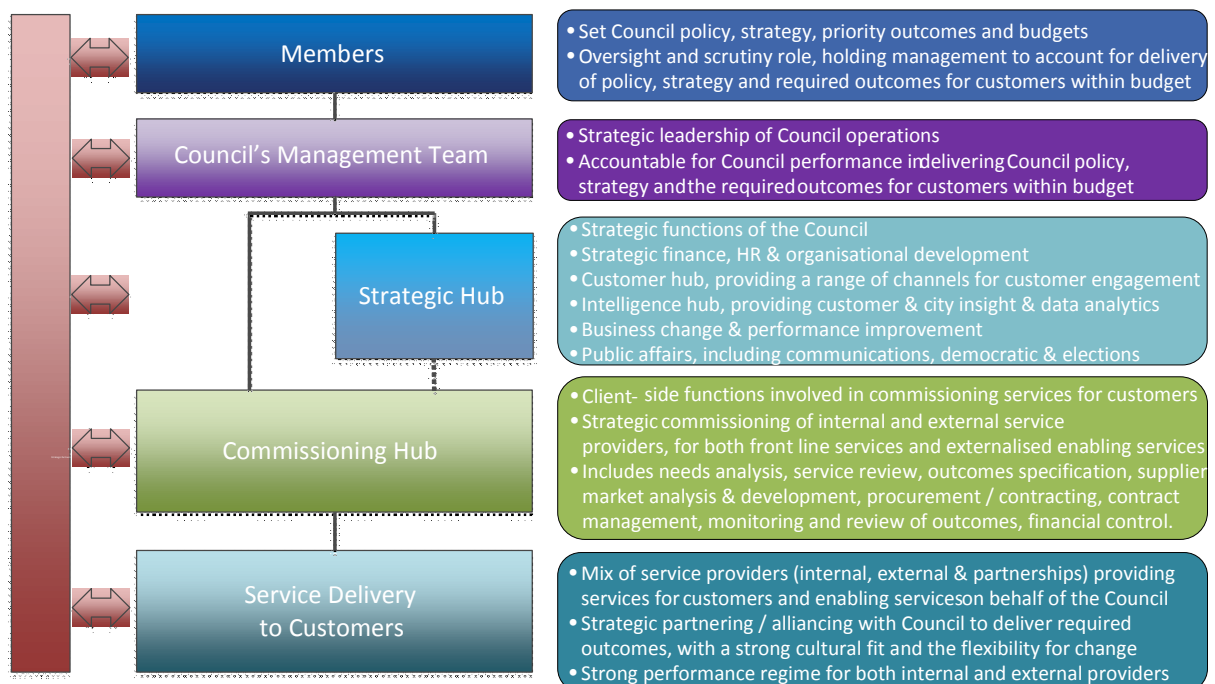 Members
• Set Council policy, strategy, priority outcomes and budgets
• Oversight and scrutiny role, holding management to account for delivery
of policy, strategy and required outcomes for customers within budget
Council's Management Team
• Strategic leadership of Council operations
• Accountable for Council performance in delivering Council policy,
strategy and the required outcomes for customers within budget
Strategic Hub
• Strategic functions of the Council
• Strategic finance, HR & organisational development
• Customer hub, providing a range of channels for customer engagement
• Intelligence hub, providing customer & city insight & data analytics
• Business change & performance improvement
• Public affairs, including communications, democratic & elections
Commissioning Hub
• Client- side functions involved in commissioning services for customers
• Strategic commissioning of internal and external service
providers, for both front line services and externalised enabling services
• Includes needs analysis, service review, outcomes specification, supplier
market analysis & development, procurement / contracting, contract
management, monitoring and review of outcomes, financial control.
Service Delivery
to Customers
• Mix of service providers (internal, external & partnerships) providing
services for customers and enabling services on behalf of the Council
• Strategic partnering / alliancing with Council to deliver required
outcomes, with a strong cultural fit and the flexibility for change
• Strong performance regime for both internal and external providers